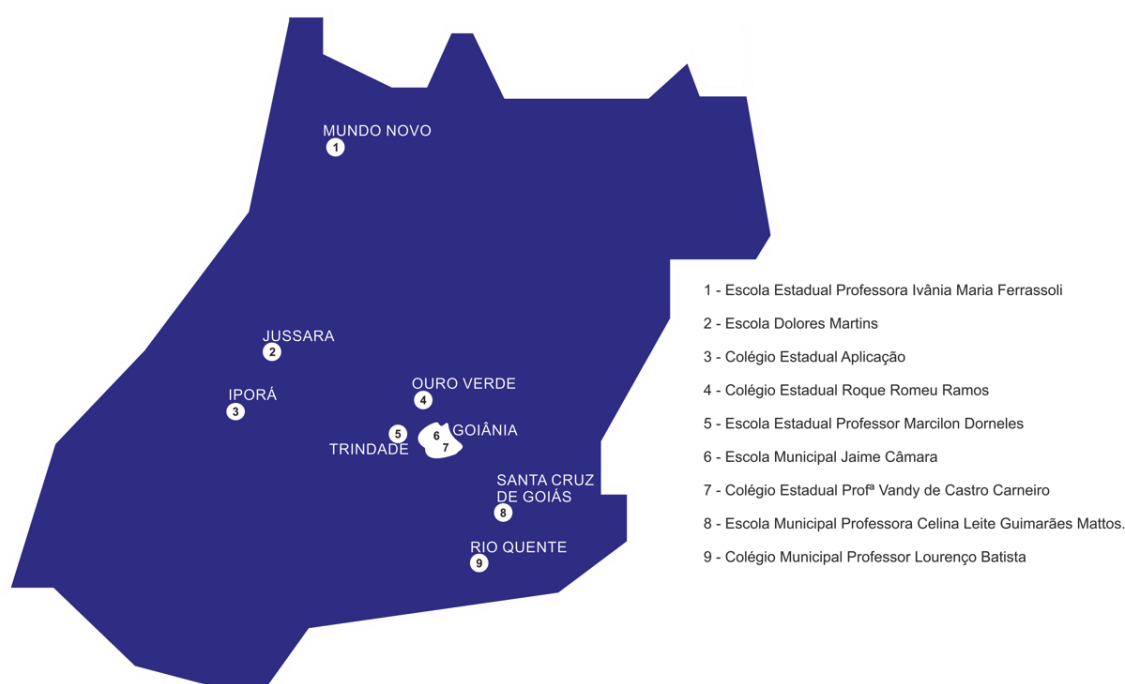 MUNDO NOVO
1
JUSSARA
2
IPORÁ
3
OURO VERDE
4
GOIÂNIA
6
7
5
TRINDADE
SANTA CRUZ
DE GOIÁS
8
RIO QUENTE
9
1 - Escola Estadual Professora Ivânia Maria Ferrassoli
2 - Escola Dolores Martins
3 - Colégio Estadual Aplicação
4 - Colégio Estadual Roque Romeu Ramos
5 - Escola Estadual Professor Marcilon Dorneles
6 - Escola Municipal Jaime Câmara
7 - Colégio Estadual Profª Vandy de Castro Carneiro
8 - Escola Municipal Professora Celina Leite Guimarães Mattos.
9 - Colégio Municipal Professor Lourenço Batista